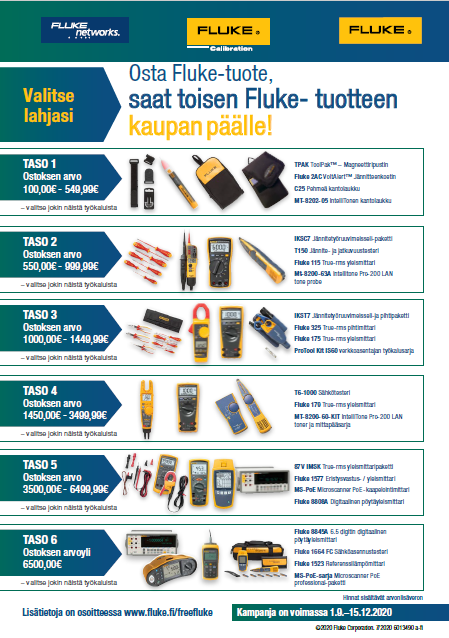 FLUKE
networks.
FLUKE®
Calibration
FLUKE®
Valitse
lahjasi
Osta Fluke-tuote,
saat toisen Fluke- tuotteen
kaupan päälle!
TASO 1
Ostoksen arvo
100,00€ - 549,99€
– valitse jokin näistä työkaluista
TPAK ToolPak™ – Magneettiripustin
Fluke 2AC VoltAlert™ Jännitteenkoetin
C25 Pehmeä kantolaukku
MT-8202-05 IntelliTonen kantolaukku
TASO 2
Ostoksen arvo
550,00€ - 999,99€
– valitse jokin näistä työkaluista
IKSC7 Jännitetyöruuvimeisseli-paketti
T150 Jännite- ja jatkuvuustesteri
Fluke 115 True-rms yleismittari
Mt-8200-63A Intellitone Pro-200 LAN
tone probe
TASO 3
Ostoksen arvo
1000,00€ - 1449,99€
– valitse jokin näistä työkaluista
IKST7 Jännitetyöruuvimeisseli-ja pihtipaketti
Fluke 325 True-rms pihtimittari
Fluke 175 True-rms yleismittari
ProTool Kit IS60 verkkoasentajan työkalusarja
TASO 4
Ostoksen arvo
1450,00€ - 3499,99€
– valitse jokin näistä työkaluista
T6-1000 Sähkötesteri
Fluke 179 True-rms yleismittari
MT-8200-60-KIT IntelliTone Pro-200 LAN
toner ja mittapääsarja
TASO 5
Ostoksen arvo
3500,00€ - 6499,99€
– valitse jokin näistä työkaluista
87V IMSK True-rms yleismittaripaketti
Fluke 1577 Eristysvastus- / yleismittari
MS-PoE Microscanner PoE-kaapelointimittari
Fluke 8808A Digitaalinen pöytäyleismittari
TASO 6
Ostoksen arvoyli
6500,00€
– valitse jokin näistä työkaluista
Fluke 8845A 6.5 digitin digitaalinen
pöytäyleismittari
Fluke 1664 FC Sähköasennustesteri
Fluke 1523 Referenssilämpömittari
MS-PoE-sarja Microscanner PoE
professional-paketti
Hinnat sisältävät arvonlisäveron
Lisätietoja on osoitteessa www.fluke.fi/freefluke
Kampanja on voimassa 1.9.–15.12.2020
©2020 Fluke Corporation. 7/2020 6013490 a-fi